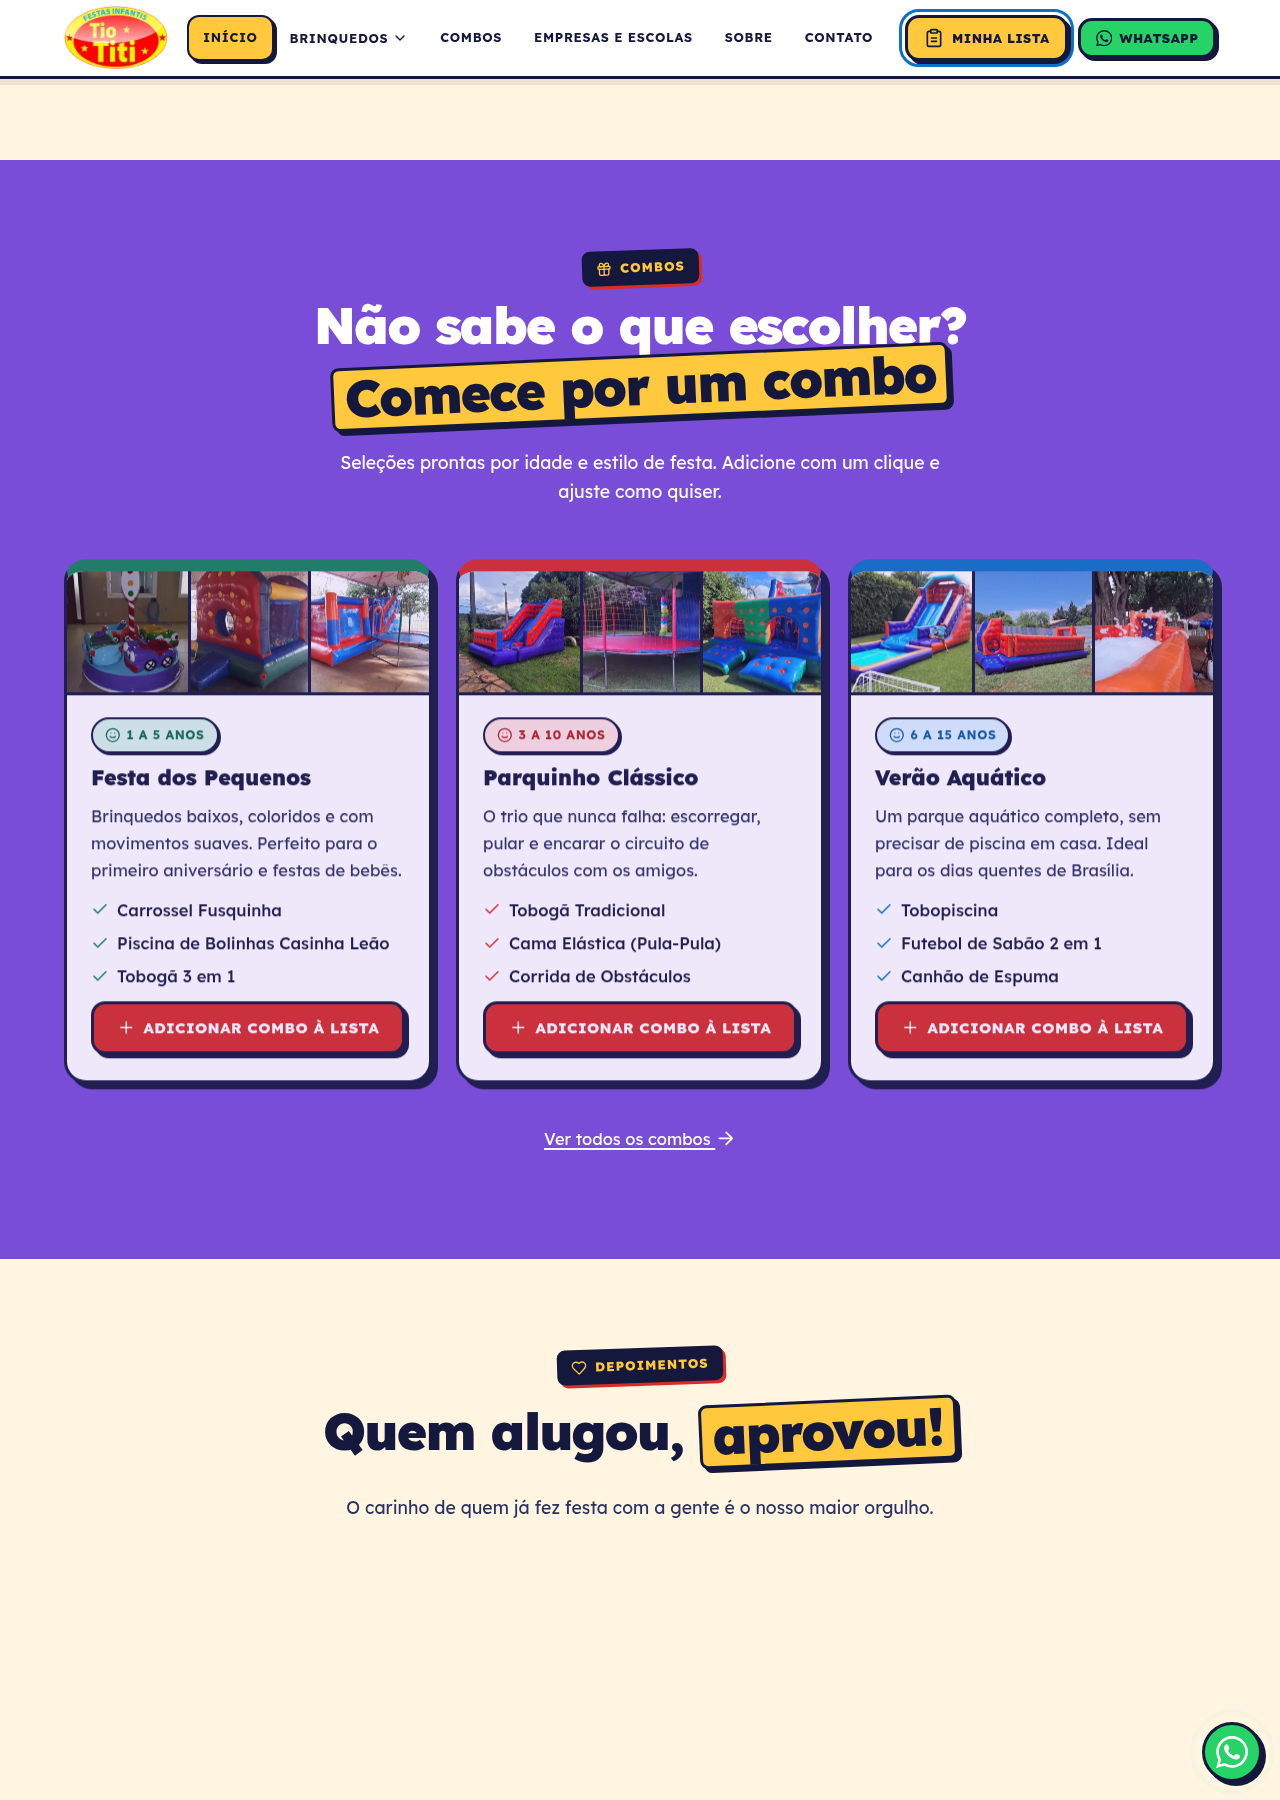 FESTAS INFANTIS
Tio
Titi
INÍCIO
BRINQUEDOS
COMBOS
EMPRESAS E ESCOLAS
SOBRE
CONTATO
MINHA LISTA
WHATSAPP
COMBOS
Não sabe o que escolher?
Comece por um combo
Seleções prontas por idade e estilo de festa. Adicione com um clique e
ajuste como quiser.
1 A 5 ANOS
Festa dos Pequenos
Brinquedos baixos, coloridos e com
movimentos suaves. Perfeito para o
primeiro aniversário e festas de bebês.
Carrossel Fusquinha
Piscina de Bolinhas Casinha Leão
Tobogã 3 em 1
ADICIONAR COMBO À LISTA
3 A 10 ANOS
Parquinho Clássico
O trio que nunca falha: escorregar,
pular e encarar o circuito de
obstáculos com os amigos.
Tobogã Tradicional
Cama Elástica (Pula-Pula)
Corrida de Obstáculos
ADICIONAR COMBO À LISTA
6 A 15 ANOS
Verão Aquático
Um parque aquático completo, sem
precisar de piscina em casa. Ideal
para os dias quentes de Brasília.
Tobopiscina
Futebol de Sabão 2 em 1
Canhão de Espuma
ADICIONAR COMBO À LISTA
Ver todos os combos
DEPOIMENTOS
Quem alugou, aprovou!
O carinho de quem já fez festa com a gente é o nosso maior orgulho.